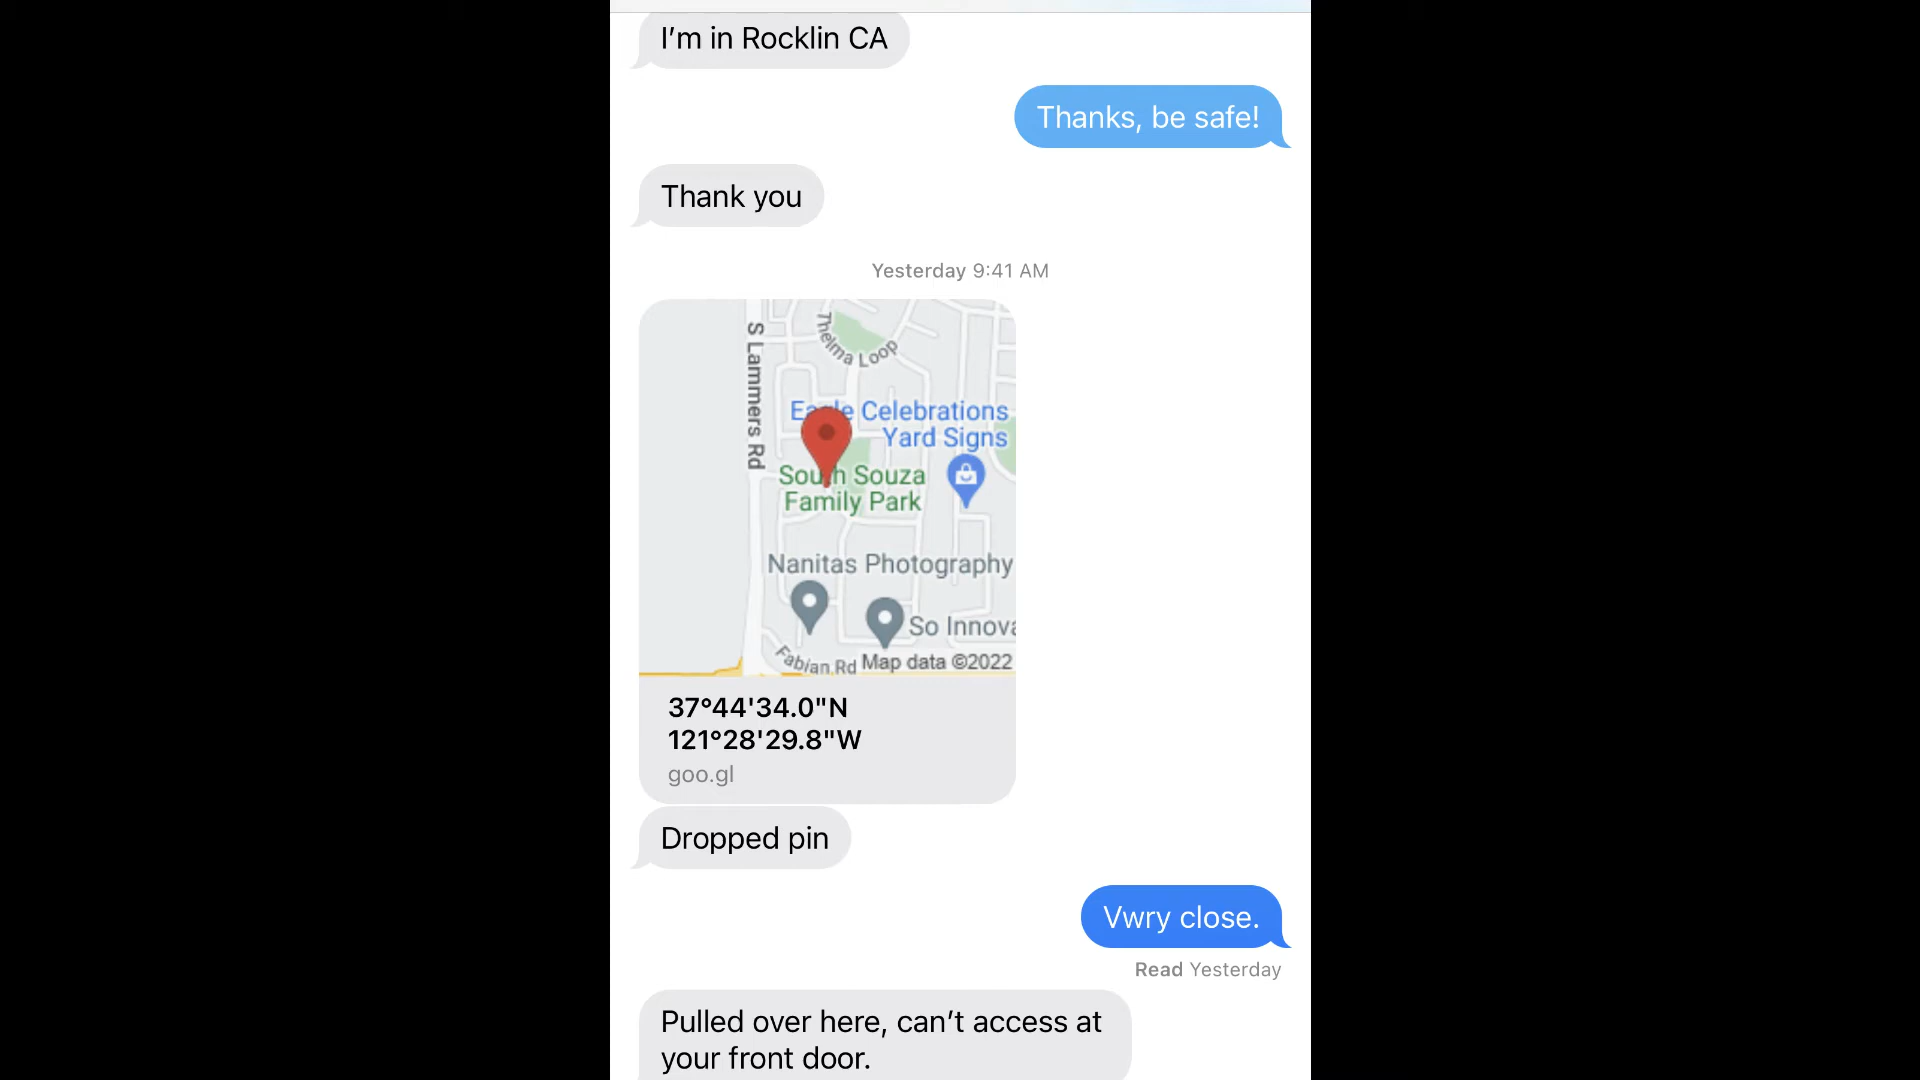 I'm in Rocklin CA
Thanks, be safe!
Thank you
Yesterday 9:41 AM
Thelma Loop
S Lammers Rd
Eagle Celebrations
Yard Signs
South Souza
Family Park
Nanitas Photography
So Innova
Fabian Rd
Map data ©2022
37°44'34.0"N
121°28'29.8"W
goo.gl
Dropped pin
Vwry close.
Read Yesterday
Pulled over here, can't access at
your front door.